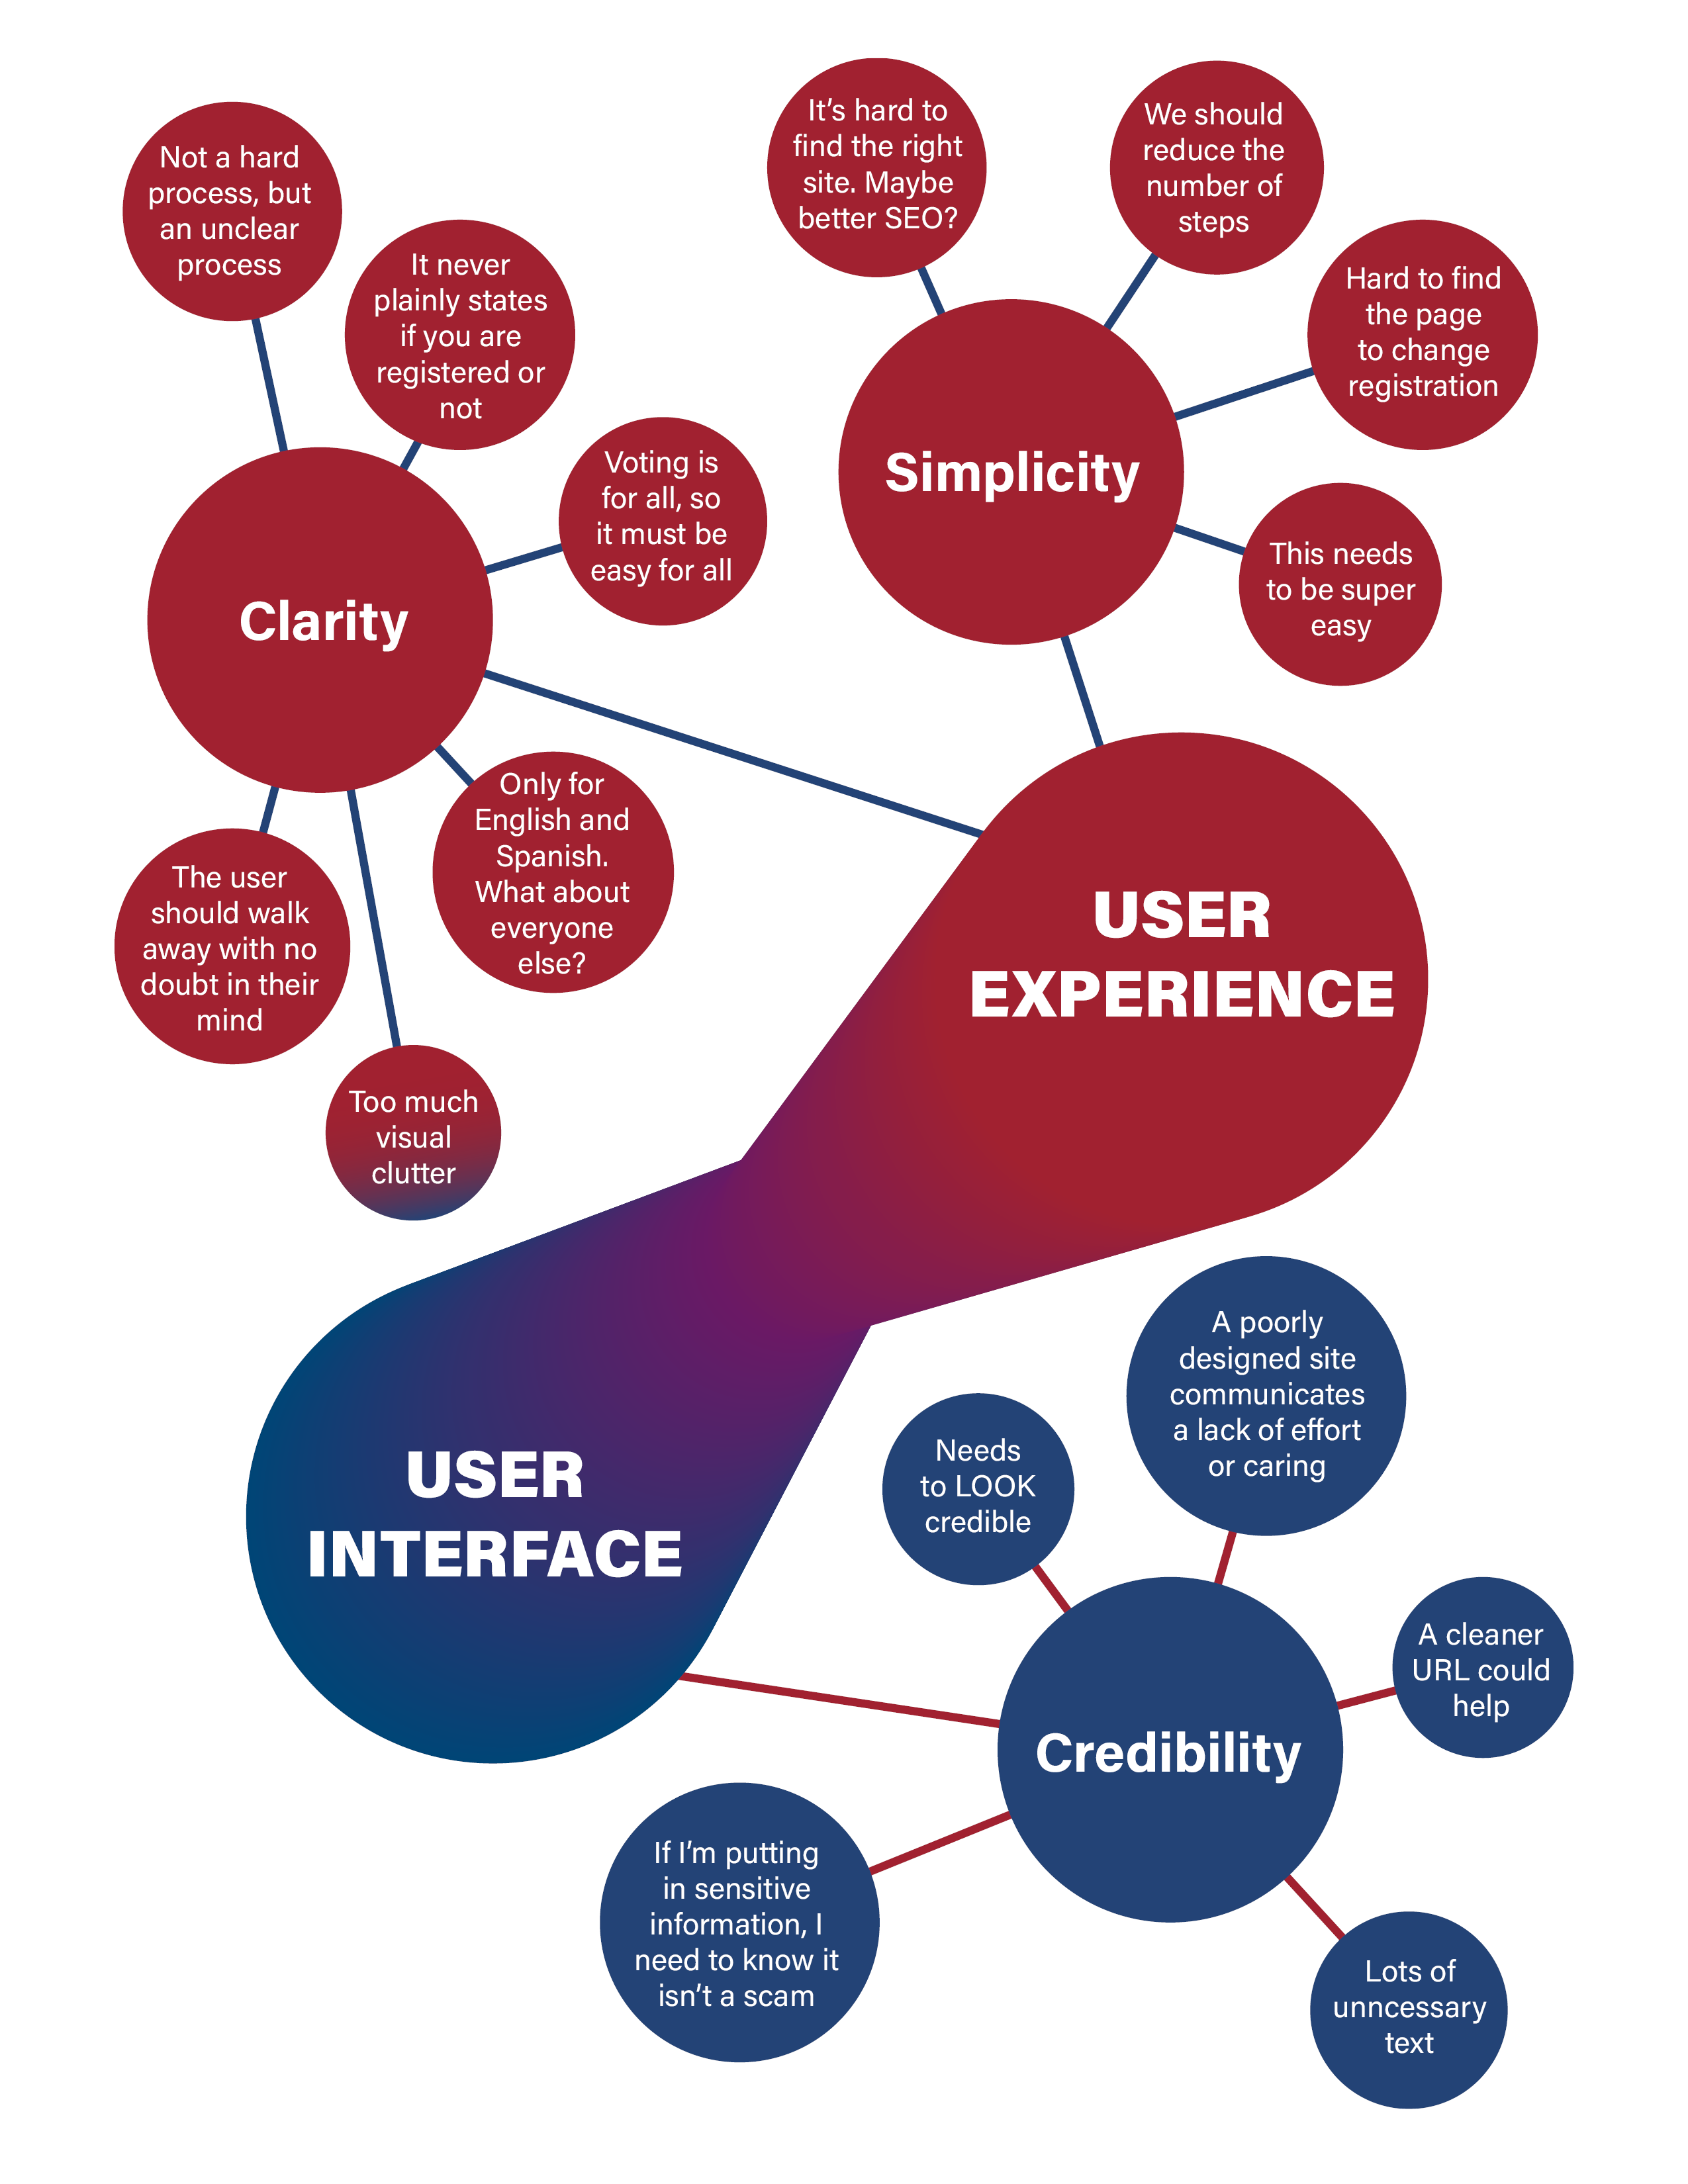 Not a hard
process, but
an unclear
process
It never
plainly states
if you are
registered or
not
Voting is
for all, so
it must be
easy for all
Clarity
Only for
English and
Spanish.
What about
everyone
else?
The user
should walk
away with no
doubt in their
mind
Too much
visual
clutter
It’s hard to
find the right
site. Maybe
better SEO?
We should
reduce the
number of
steps
Hard to find
the page
to change
registration
Simplicity
This needs
to be super
easy
USER
EXPERIENCE
USER
INTERFACE
Needs
to LOOK
credible
A poorly
designed site
communicates
a lack of effort
or caring
A cleaner
URL could
help
Credibility
If I’m putting
in sensitive
information, I
need to know it
isn’t a scam
Lots of
unncessary
text